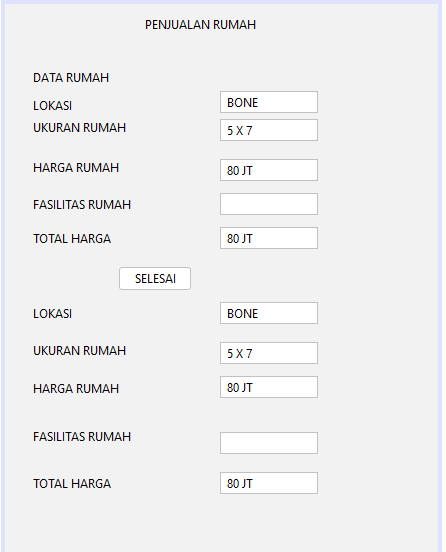 PENJUALAN RUMAH
DATA RUMAH
LOKASI BONE
UKURAN RUMAH 5 X 7
HARGA RUMAH 80 JT
FASILITAS RUMAH
TOTAL HARGA 80 JT
SELESAI
LOKASI BONE
UKURAN RUMAH 5 X 7
HARGA RUMAH 80 JT
FASILITAS RUMAH
TOTAL HARGA 80 JT